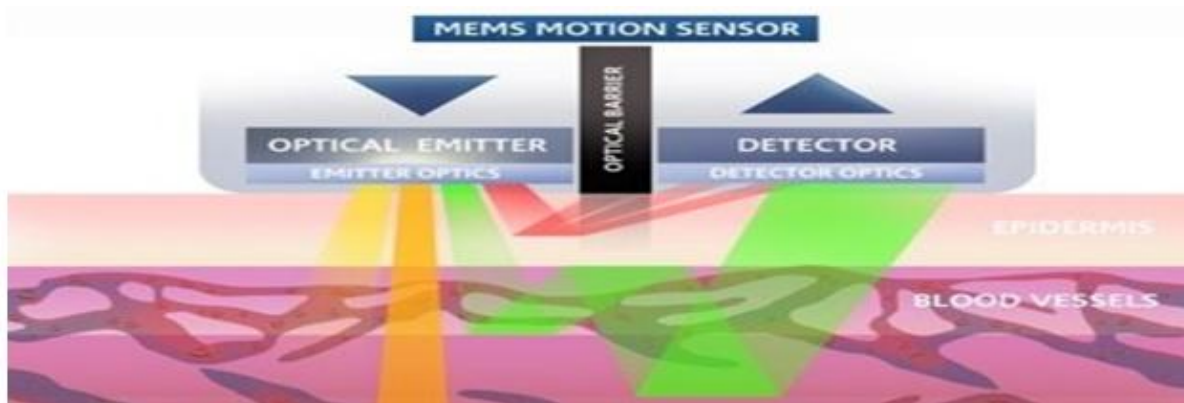 MEMS MOTION SENSOR
OPTICAL BARRIER
OPTICAL EMITTER
DETECTOR
EMITTER OPTICS
DETECTOR OPTICS
EPIDERMIS
BLOOD VESSELS